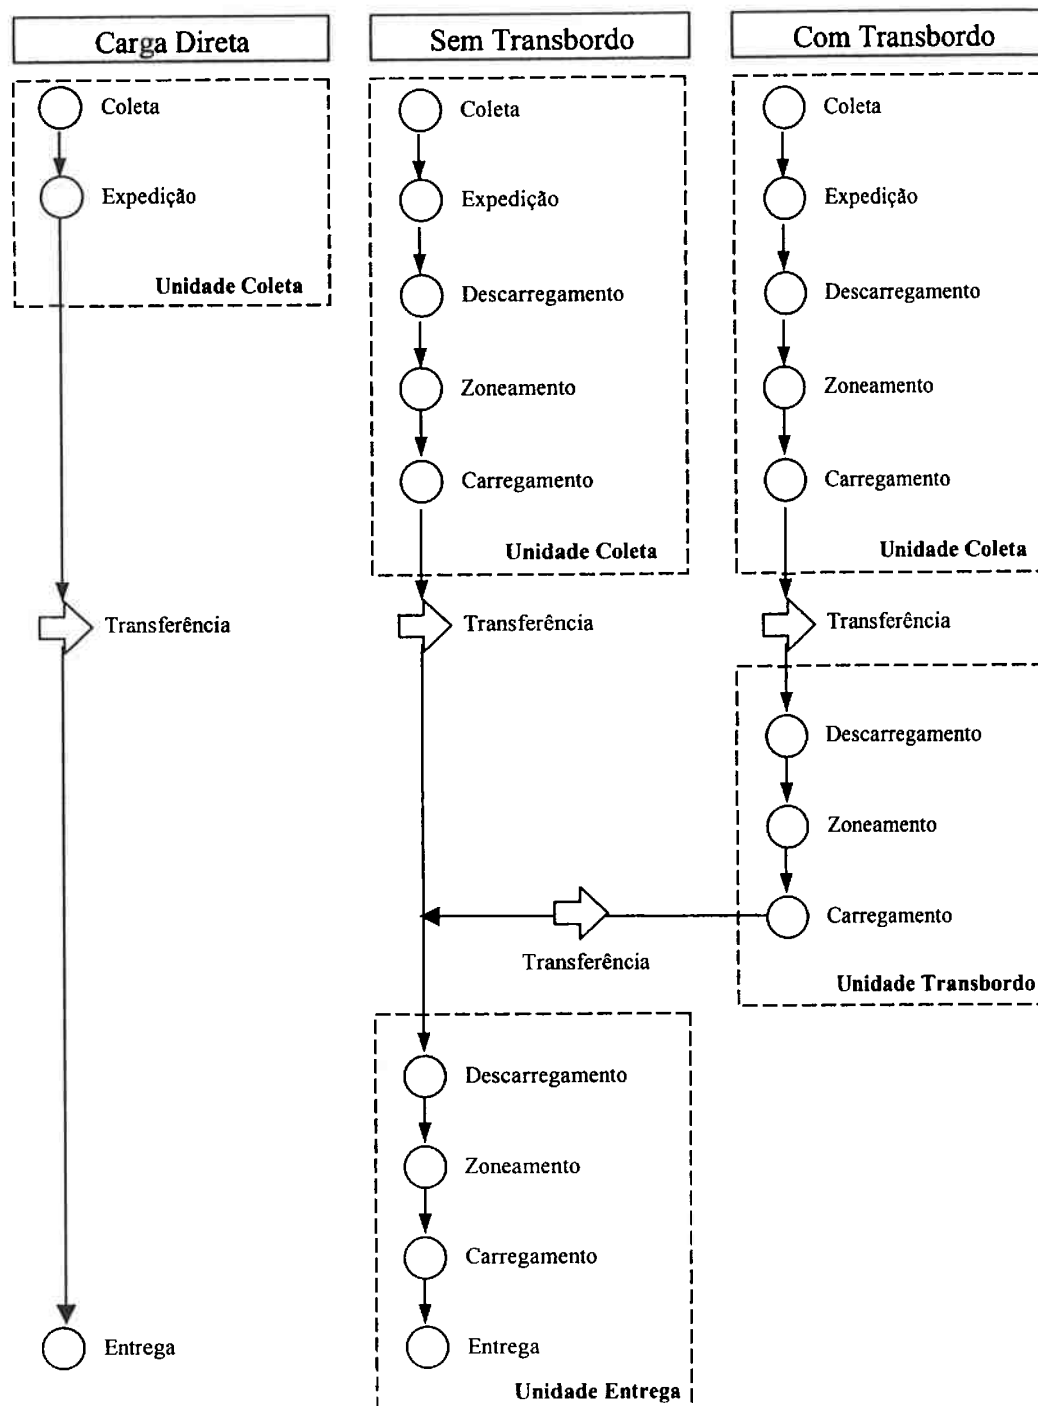 Carga Direta
Coleta
Expedição
Unidade Coleta
Transferência
Entrega
Sem Transbordo
Coleta
Expedição
Descarregamento
Zoneamento
Carregamento
Unidade Coleta
Transferência
Transferência
Descarregamento
Zoneamento
Carregamento
Entrega
Unidade Entrega
Com Transbordo
Coleta
Expedição
Descarregamento
Zoneamento
Carregamento
Unidade Coleta
Transferência
Descarregamento
Zoneamento
Carregamento
Unidade Transbordo